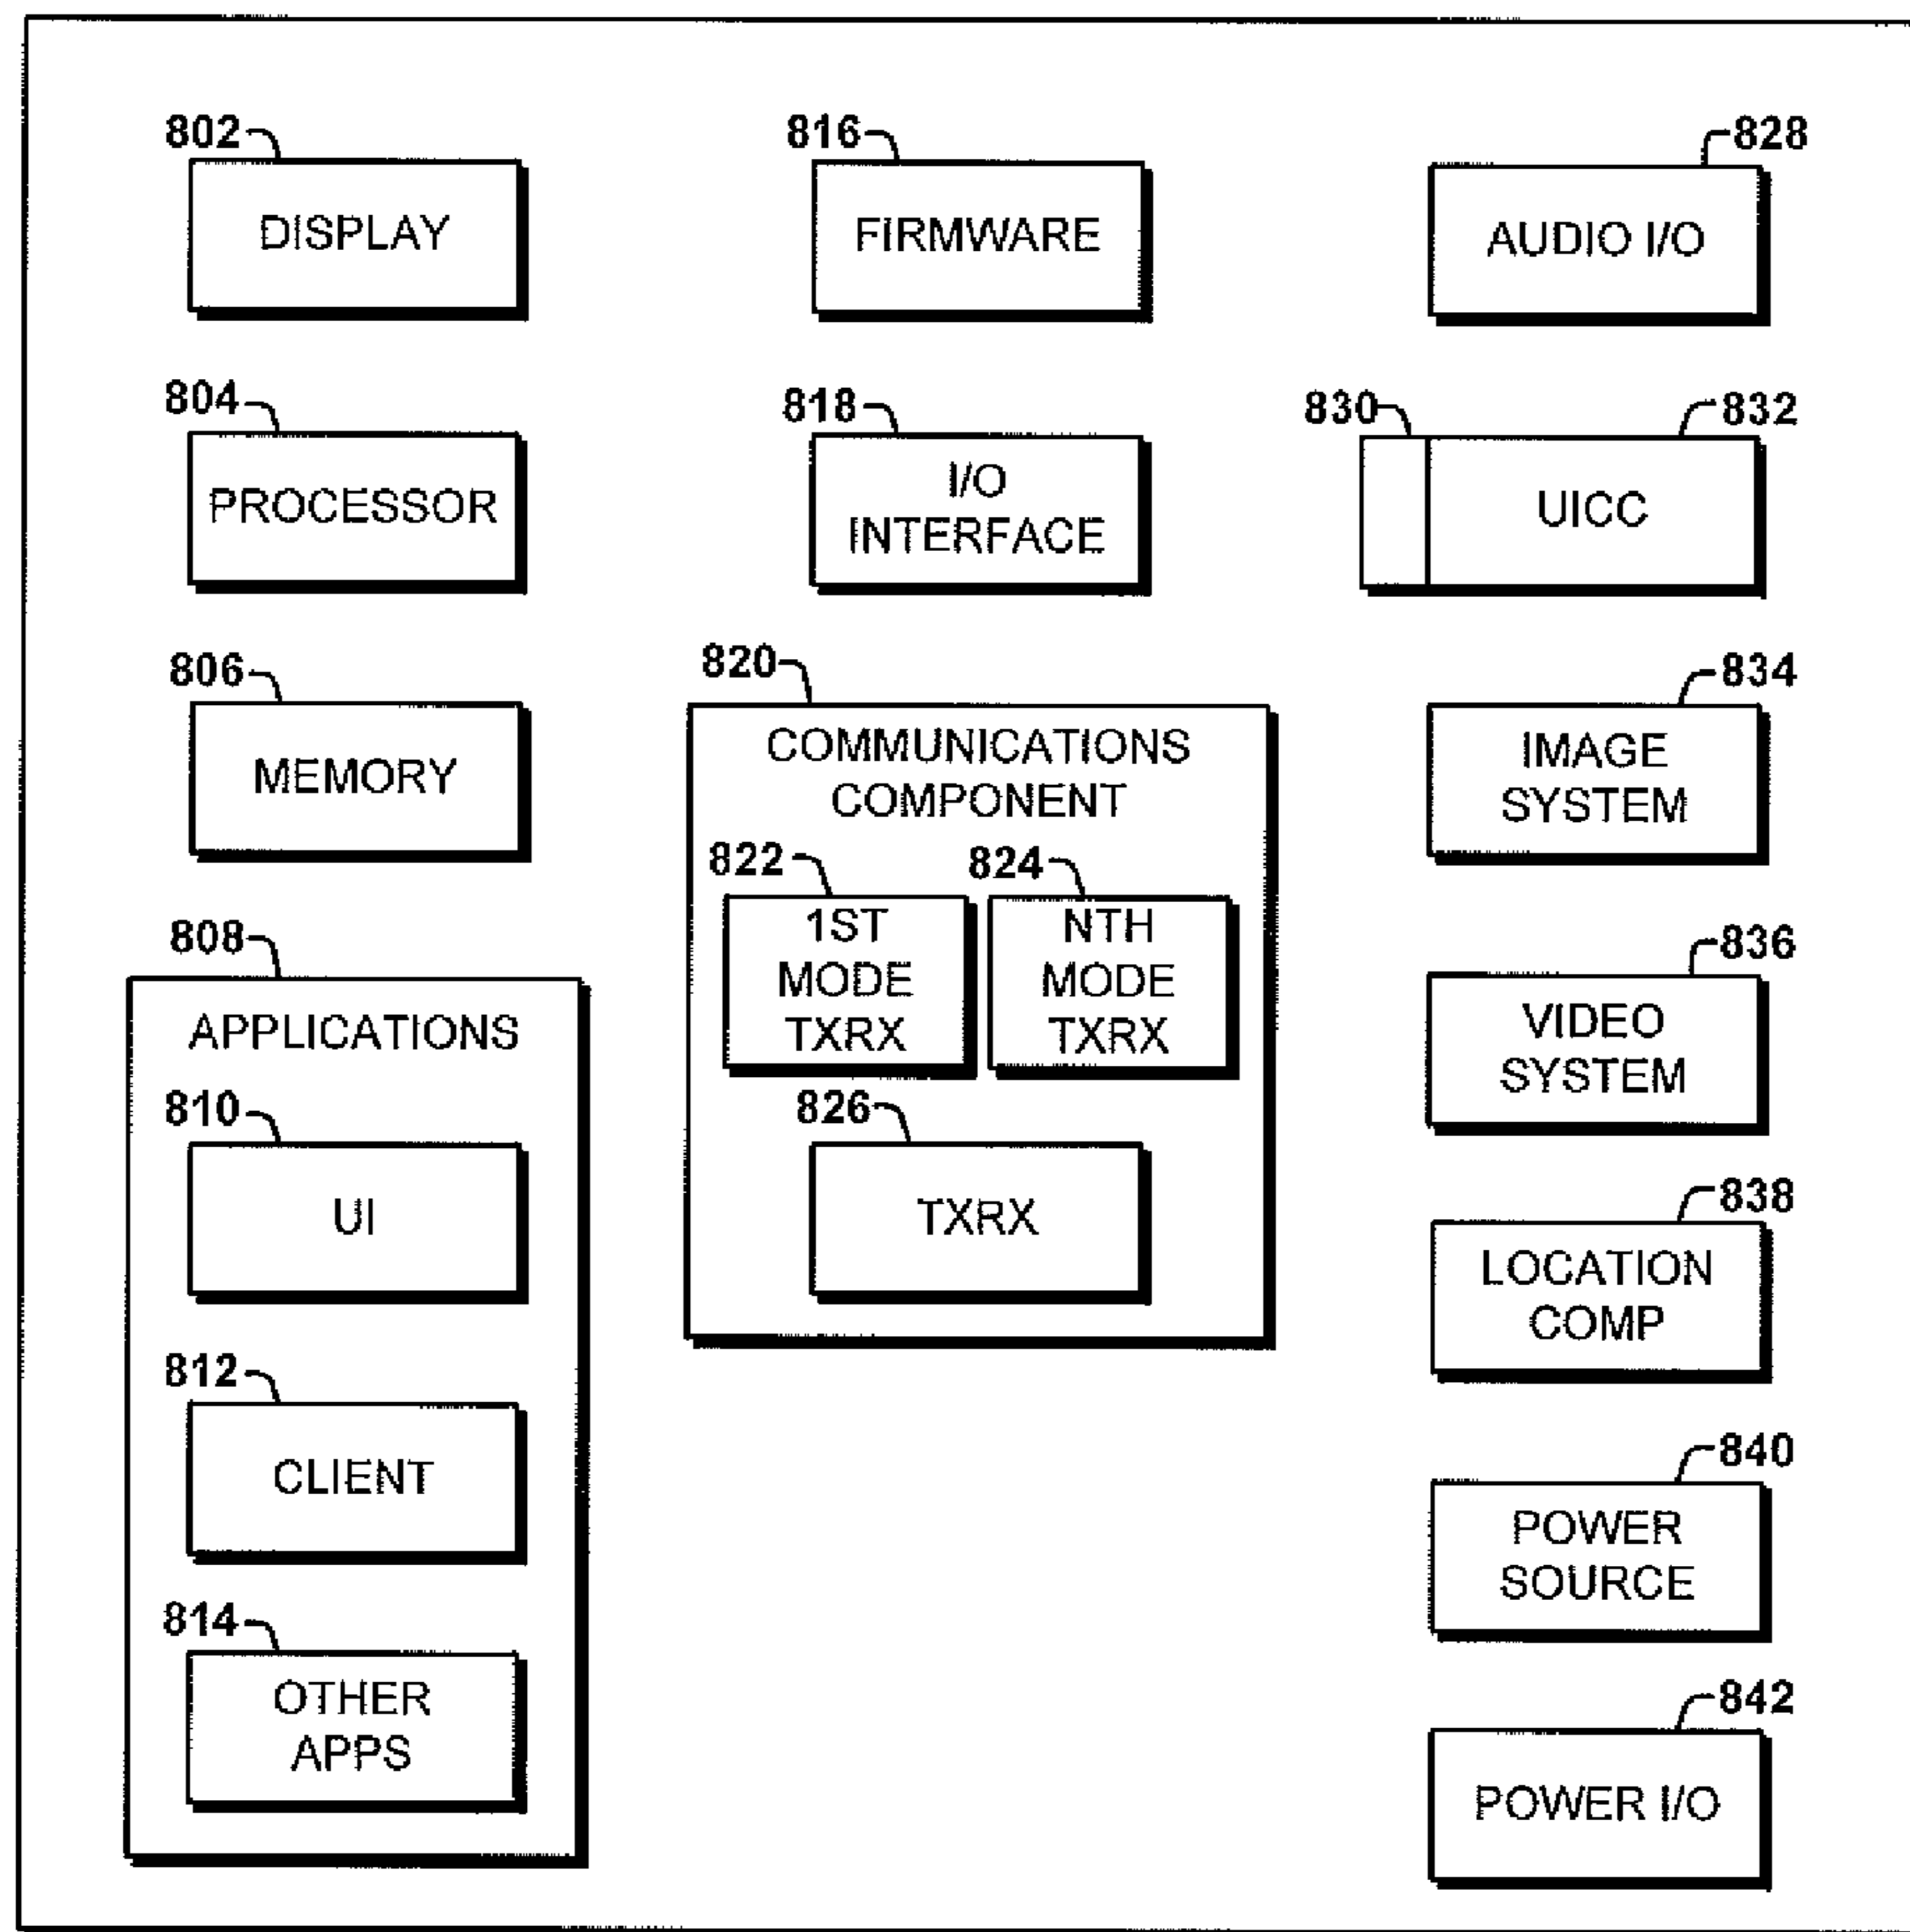 802
DISPLAY
804
PROCESSOR
806
MEMORY
808
APPLICATIONS
810
UI
812
CLIENT
814
OTHER
APPS
816
FIRMWARE
818
I/O
INTERFACE
820
COMMUNICATIONS
COMPONENT
822
1ST
MODE
TXRX
824
NTH
MODE
TXRX
826
TXRX
828
AUDIO I/O
830
832
UICC
834
IMAGE
SYSTEM
836
VIDEO
SYSTEM
838
LOCATION
COMP
840
POWER
SOURCE
842
POWER I/O